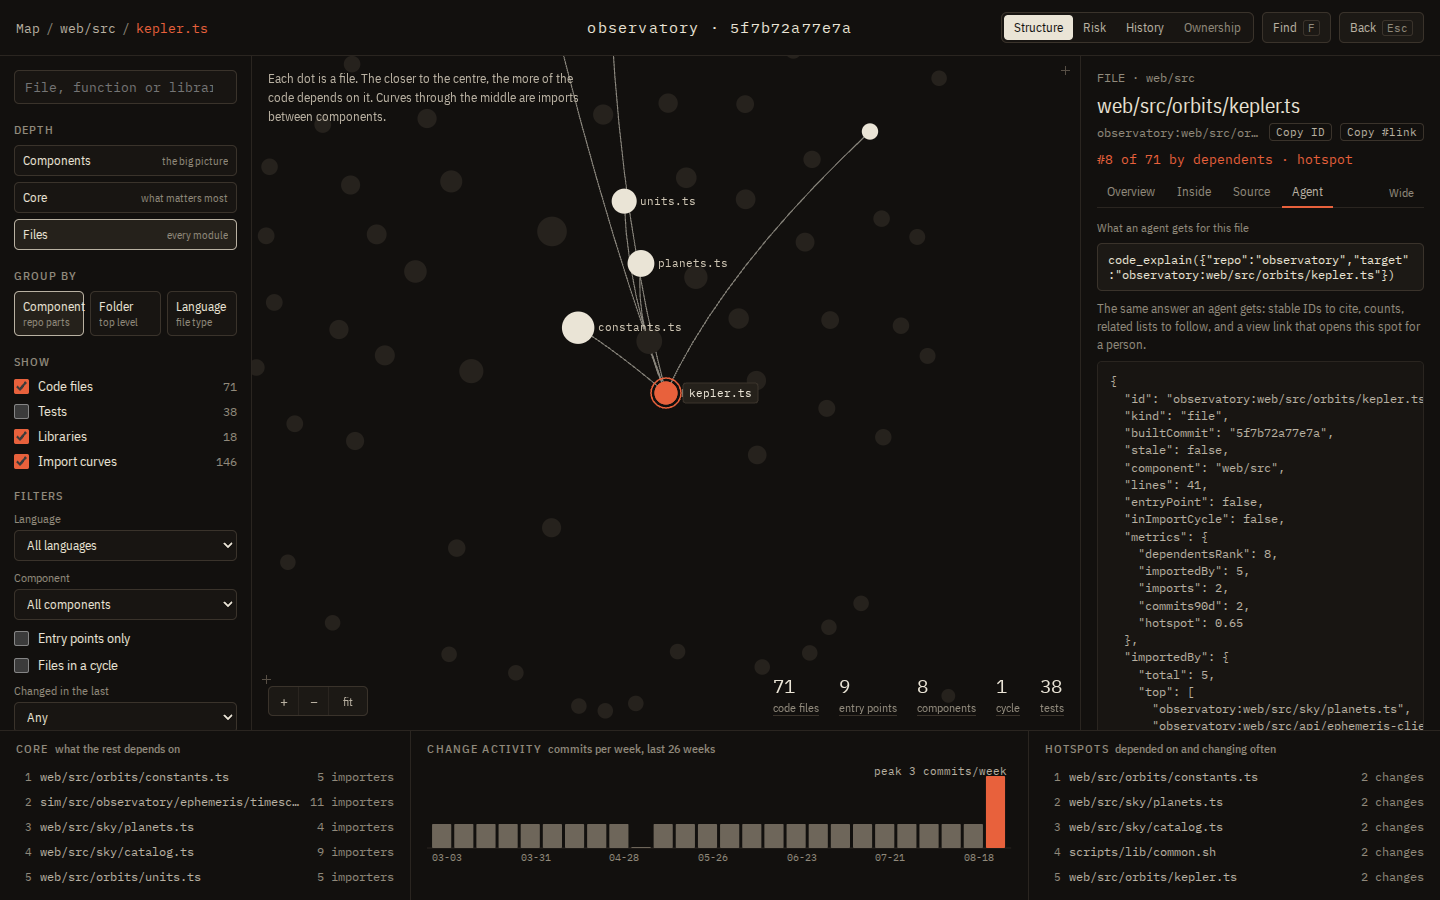 Map / web/src / kepler.ts
observatory · 5f7b72a77e7a
Structure Risk History Ownership Find F Back Esc
File, function or librar
DEPTH
Components the big picture
Core what matters most
Files every module
GROUP BY
Component Folder Language
repo parts top level file type
SHOW
Code files 71
Tests 38
Libraries 18
Import curves 146
FILTERS
Language
All languages
Component
All components
Entry points only
Files in a cycle
Changed in the last
Any
Each dot is a file. The closer to the centre, the more of the
code depends on it. Curves through the middle are imports
between components.
units.ts
planets.ts
constants.ts
kepler.ts
+ − fit
71 9 8 1 38
code files entry points components cycle tests
FILE · web/src
web/src/orbits/kepler.ts
observatory:web/src/or… Copy ID Copy #link
#8 of 71 by dependents · hotspot
Overview Inside Source Agent Wide
What an agent gets for this file
code_explain({"repo":"observatory","target"
:"observatory:web/src/orbits/kepler.ts"})
The same answer an agent gets: stable IDs to cite, counts,
related lists to follow, and a view link that opens this spot for
a person.
{
"id": "observatory:web/src/orbits/kepler.ts
"kind": "file",
"builtCommit": "5f7b72a77e7a",
"stale": false,
"component": "web/src",
"lines": 41,
"entryPoint": false,
"inImportCycle": false,
"metrics": {
"dependentsRank": 8,
"importedBy": 5,
"imports": 2,
"commits90d": 2,
"hotspot": 0.65
},
"importedBy": {
"total": 5,
"top": [
"observatory:web/src/sky/planets.ts",
"observatory:web/src/api/ephemeris-clie
CORE what the rest depends on
1 web/src/orbits/constants.ts 5 importers
2 sim/src/observatory/ephemeris/timesc… 11 importers
3 web/src/sky/planets.ts 4 importers
4 web/src/sky/catalog.ts 9 importers
5 web/src/orbits/units.ts 5 importers
CHANGE ACTIVITY commits per week, last 26 weeks
peak 3 commits/week
03-03 03-31 04-28 05-26 06-23 07-21 08-18
HOTSPOTS depended on and changing often
1 web/src/orbits/constants.ts 2 changes
2 web/src/sky/planets.ts 2 changes
3 web/src/sky/catalog.ts 2 changes
4 scripts/lib/common.sh 2 changes
5 web/src/orbits/kepler.ts 2 changes